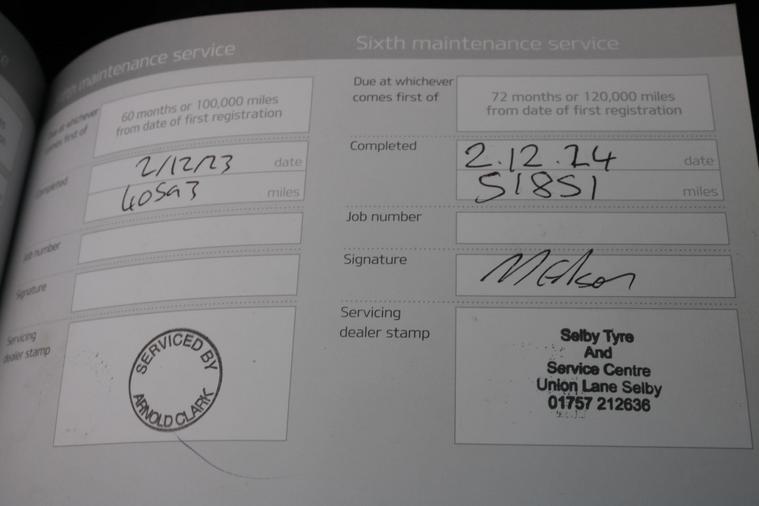 maintenance service
Due at whichever
comes first of
60 months or 100,000 miles
from date of first registration
Completed
2/12/23 date
40593 miles
Job number
Signature
Servicing
dealer stamp
SERVICED BY
ARNOLD CLARK
Sixth maintenance service
Due at whichever
comes first of
72 months or 120,000 miles
from date of first registration
Completed
2.12.24 date
51851 miles
Job number
Signature
Servicing
dealer stamp
Selby Tyre
And
Service Centre
Union Lane Selby
01757 212636